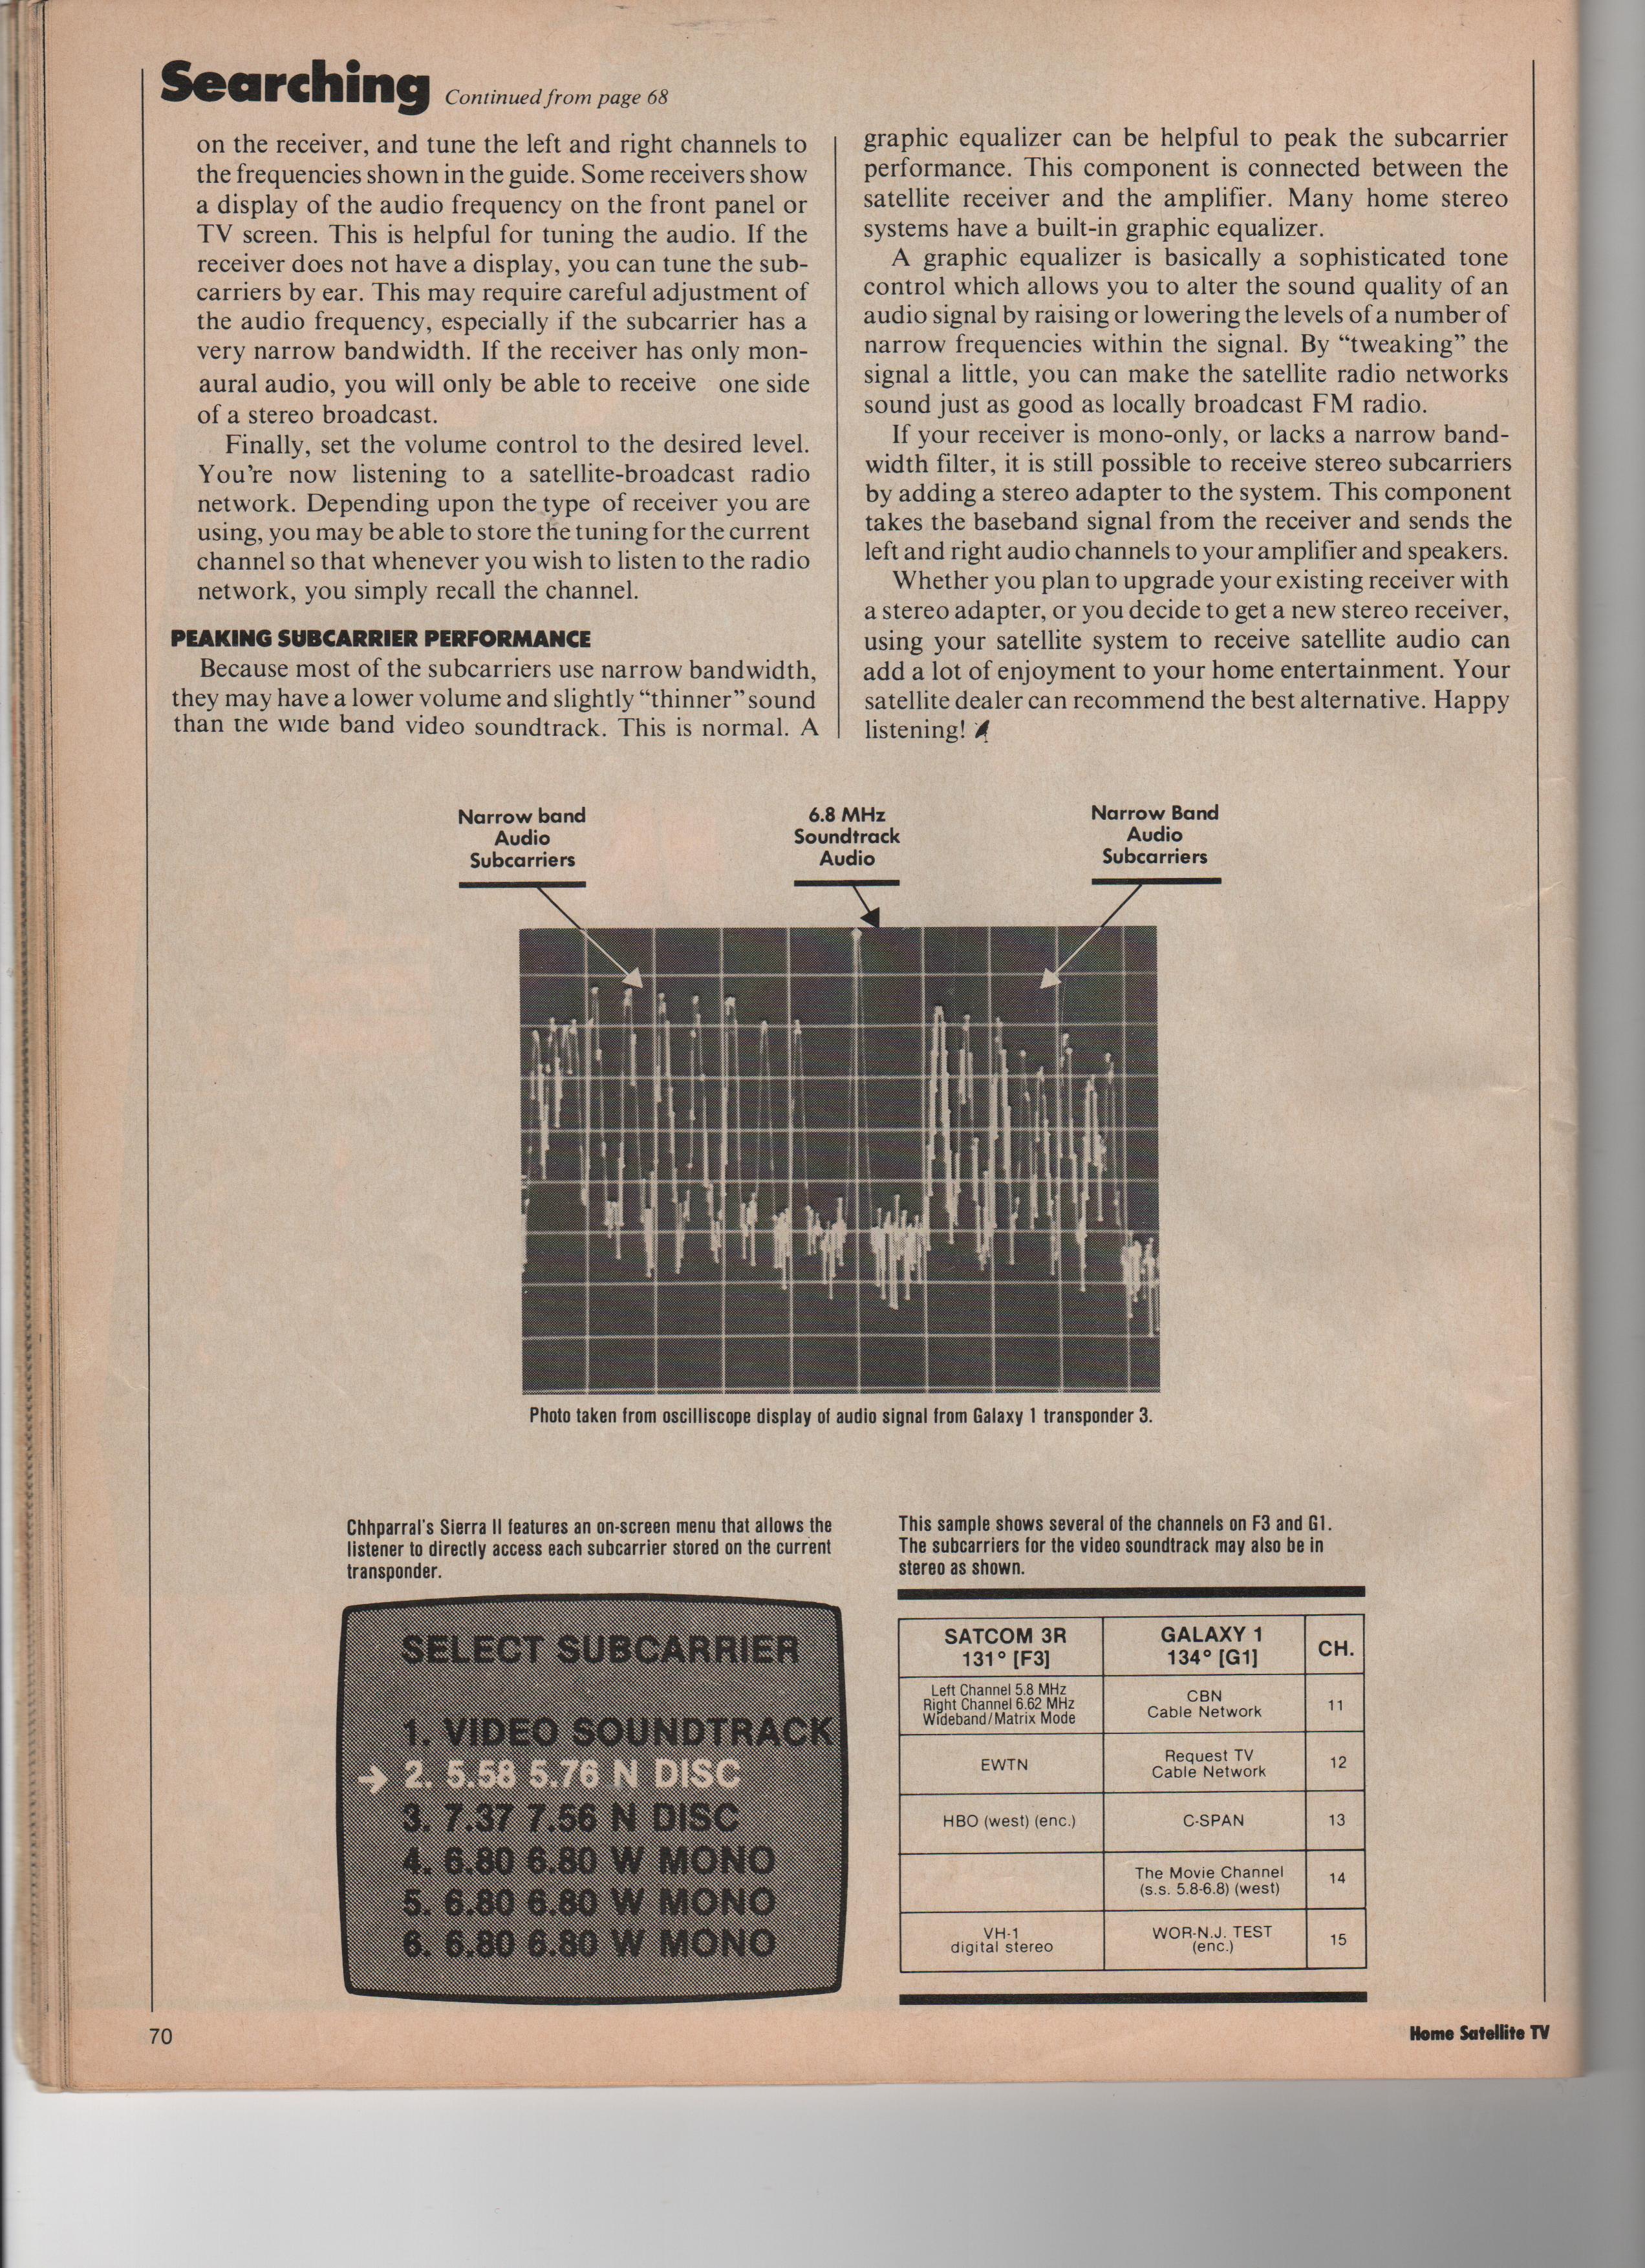 Searching Continued from page 68
on the receiver, and tune the left and right channels to
the frequencies shown in the guide. Some receivers show
a display of the audio frequency on the front panel or
TV screen. This is helpful for tuning the audio. If the
receiver does not have a display, you can tune the sub-
carriers by ear. This may require careful adjustment of
the audio frequency, especially if the subcarrier has a
very narrow bandwidth. If the receiver has only mon-
aural audio, you will only be able to receive one side
of a stereo broadcast.
Finally, set the volume control to the desired level.
You're now listening to a satellite-broadcast radio
network. Depending upon the type of receiver you are
using, you may be able to store the tuning for the current
channel so that whenever you wish to listen to the radio
network, you simply recall the channel.
PEAKING SUBCARRIER PERFORMANCE
Because most of the subcarriers use narrow bandwidth,
they may have a lower volume and slightly “thinner” sound
than the wide band video soundtrack. This is normal. A
graphic equalizer can be helpful to peak the subcarrier
performance. This component is connected between the
satellite receiver and the amplifier. Many home stereo
systems have a built-in graphic equalizer.
A graphic equalizer is basically a sophisticated tone
control which allows you to alter the sound quality of an
audio signal by raising or lowering the levels of a number of
narrow frequencies within the signal. By “tweaking” the
signal a little, you can make the satellite radio networks
sound just as good as locally broadcast FM radio.
If your receiver is mono-only, or lacks a narrow band-
width filter, it is still possible to receive stereo subcarriers
by adding a stereo adapter to the system. This component
takes the baseband signal from the receiver and sends the
left and right audio channels to your amplifier and speakers.
Whether you plan to upgrade your existing receiver with
a stereo adapter, or you decide to get a new stereo receiver,
using your satellite system to receive satellite audio can
add a lot of enjoyment to your home entertainment. Your
satellite dealer can recommend the best alternative. Happy
listening!
Narrow band
Audio
Subcarriers
6.8 MHz
Soundtrack
Audio
Narrow Band
Audio
Subcarriers
Photo taken from oscilliscope display of audio signal from Galaxy 1 transponder 3.
Chhparral's Sierra II features an on-screen menu that allows the
listener to directly access each subcarrier stored on the current
transponder.
SELECT SUBCARRIER
1. VIDEO SOUNDTRACK
→ 2. 5.58 5.76 N DISC
3. 7.37 7.56 N DISC
4. 6.80 6.80 W MONO
5. 6.80 6.80 W MONO
6. 6.80 6.80 W MONO
This sample shows several of the channels on F3 and G1.
The subcarriers for the video soundtrack may also be in
stereo as shown.
SATCOM 3R
131° [F3]
GALAXY 1
134° [G1]
CH.
Left Channel 5.8 MHz
Right Channel 6.62 MHz
Wideband/Matrix Mode
CBN
Cable Network
11
EWTN
Request TV
Cable Network
12
HBO (west) (enc.)
C-SPAN
13
The Movie Channel
(s.s. 5.8-6.8) (west)
14
VH-1
digital stereo
WOR-N.J. TEST
(enc.)
15
70
Home Satellite TV